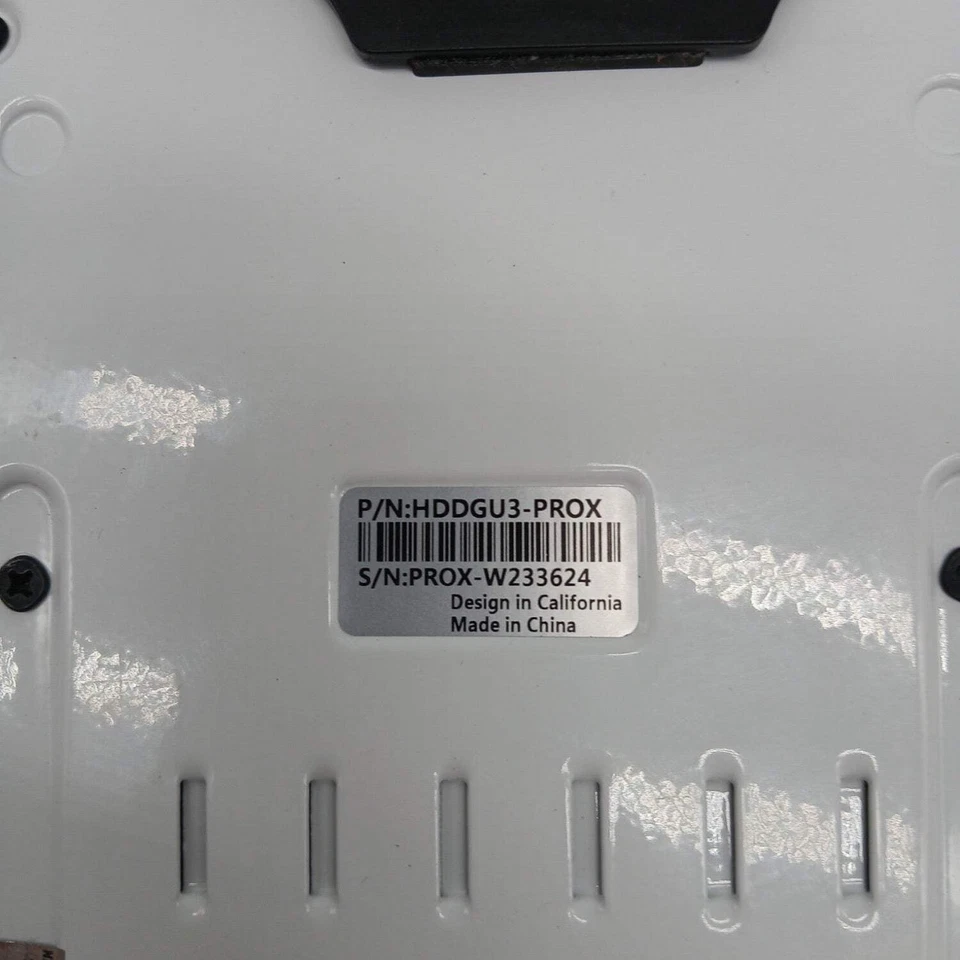 P/N:HDDGU3-PROX
S/N:PROX-W233624
Design in California
Made in China